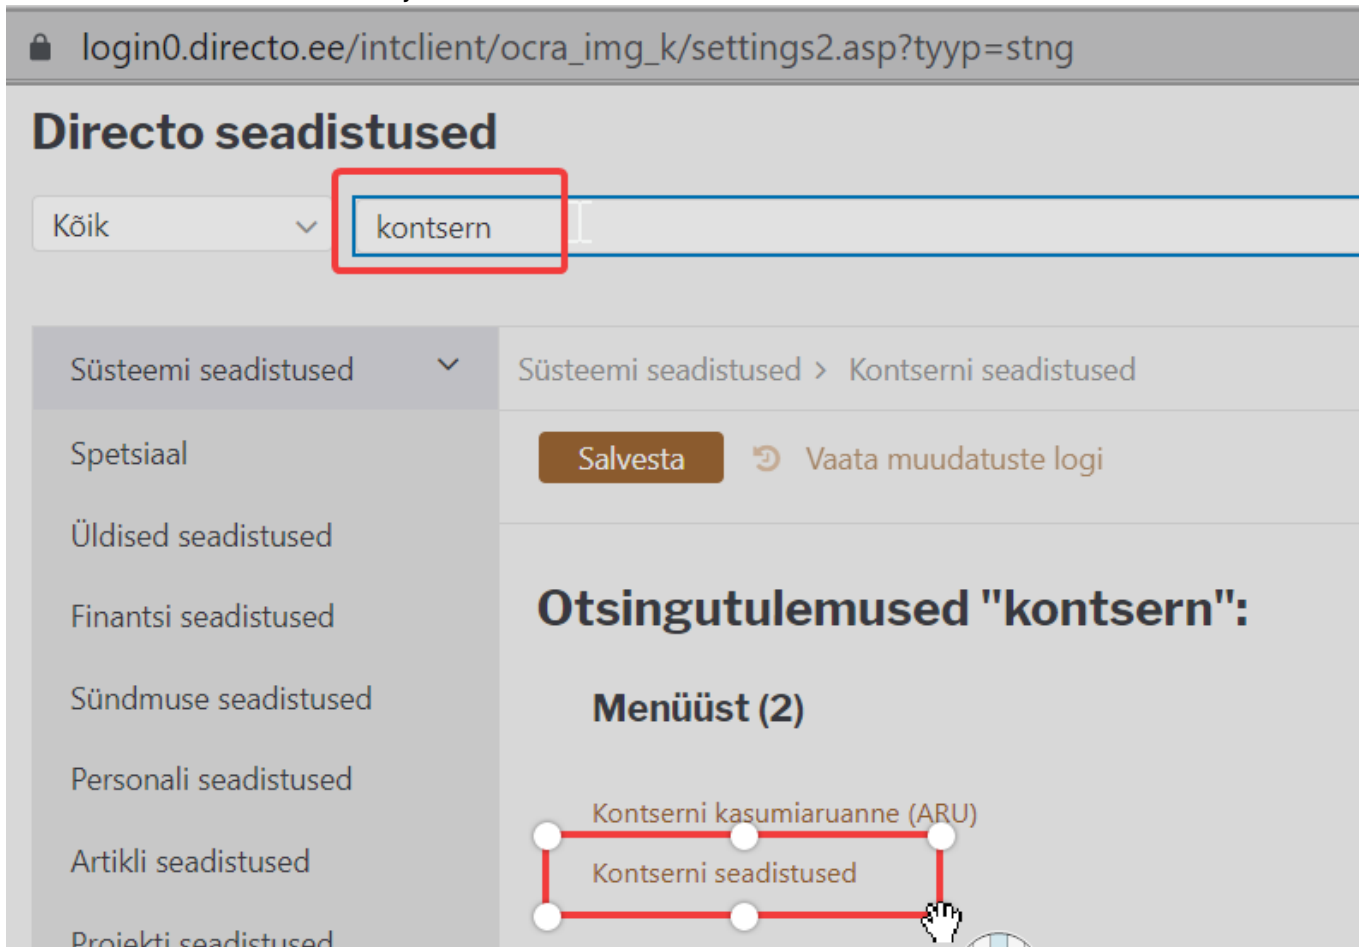 login0.directo.ee/intclient/ocra_img_k/settings2.asp?tyyp=stng
Directo seadistused
Kõik
kontsern
Süsteemi seadistused
Süsteemi seadistused > Kontserni seadistused
Spetsiaal
Salvesta
Vaata muudatuste logi
Üldised seadistused
Otsingutulemused "kontsern":
Finantsi seadistused
Sündmuse seadistused
Menüüst (2)
Personali seadistused
Kontserni kasumiaruanne (ARU)
Artikli seadistused
Kontserni seadistused
Projekti seadistused